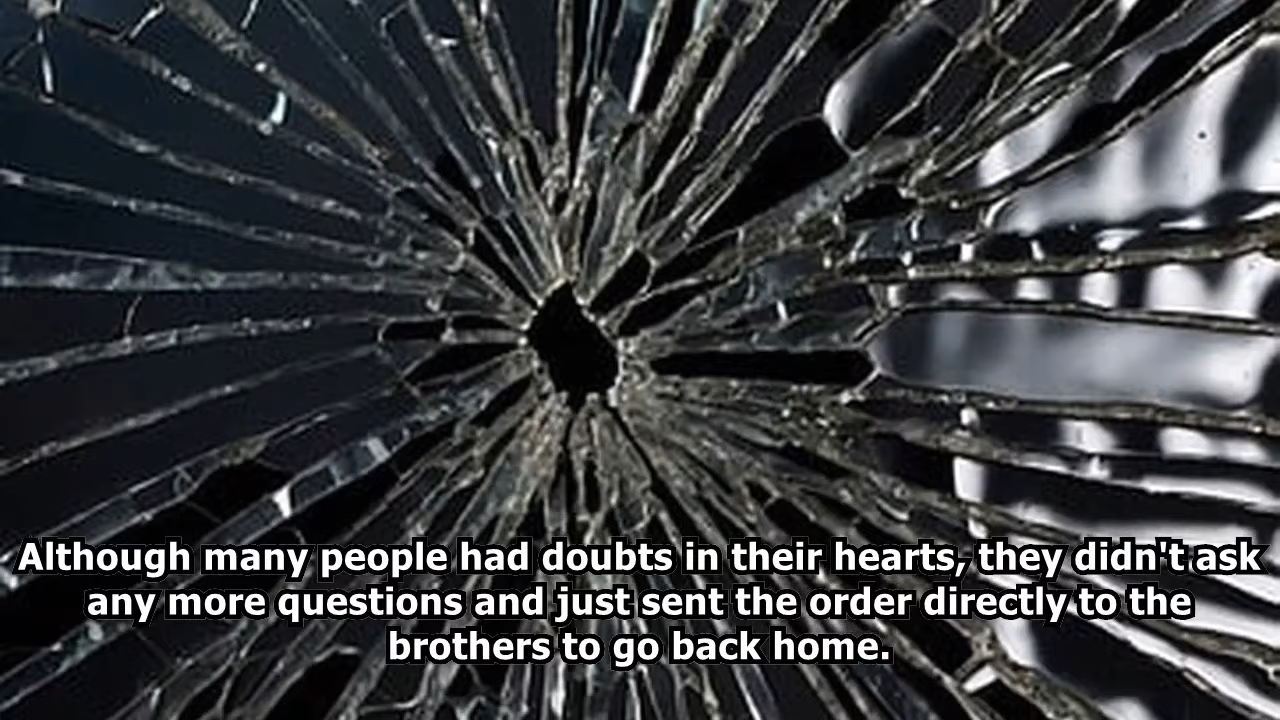 Although many people had doubts in their hearts, they didn't ask
any more questions and just sent the order directly to the
brothers to go back home.